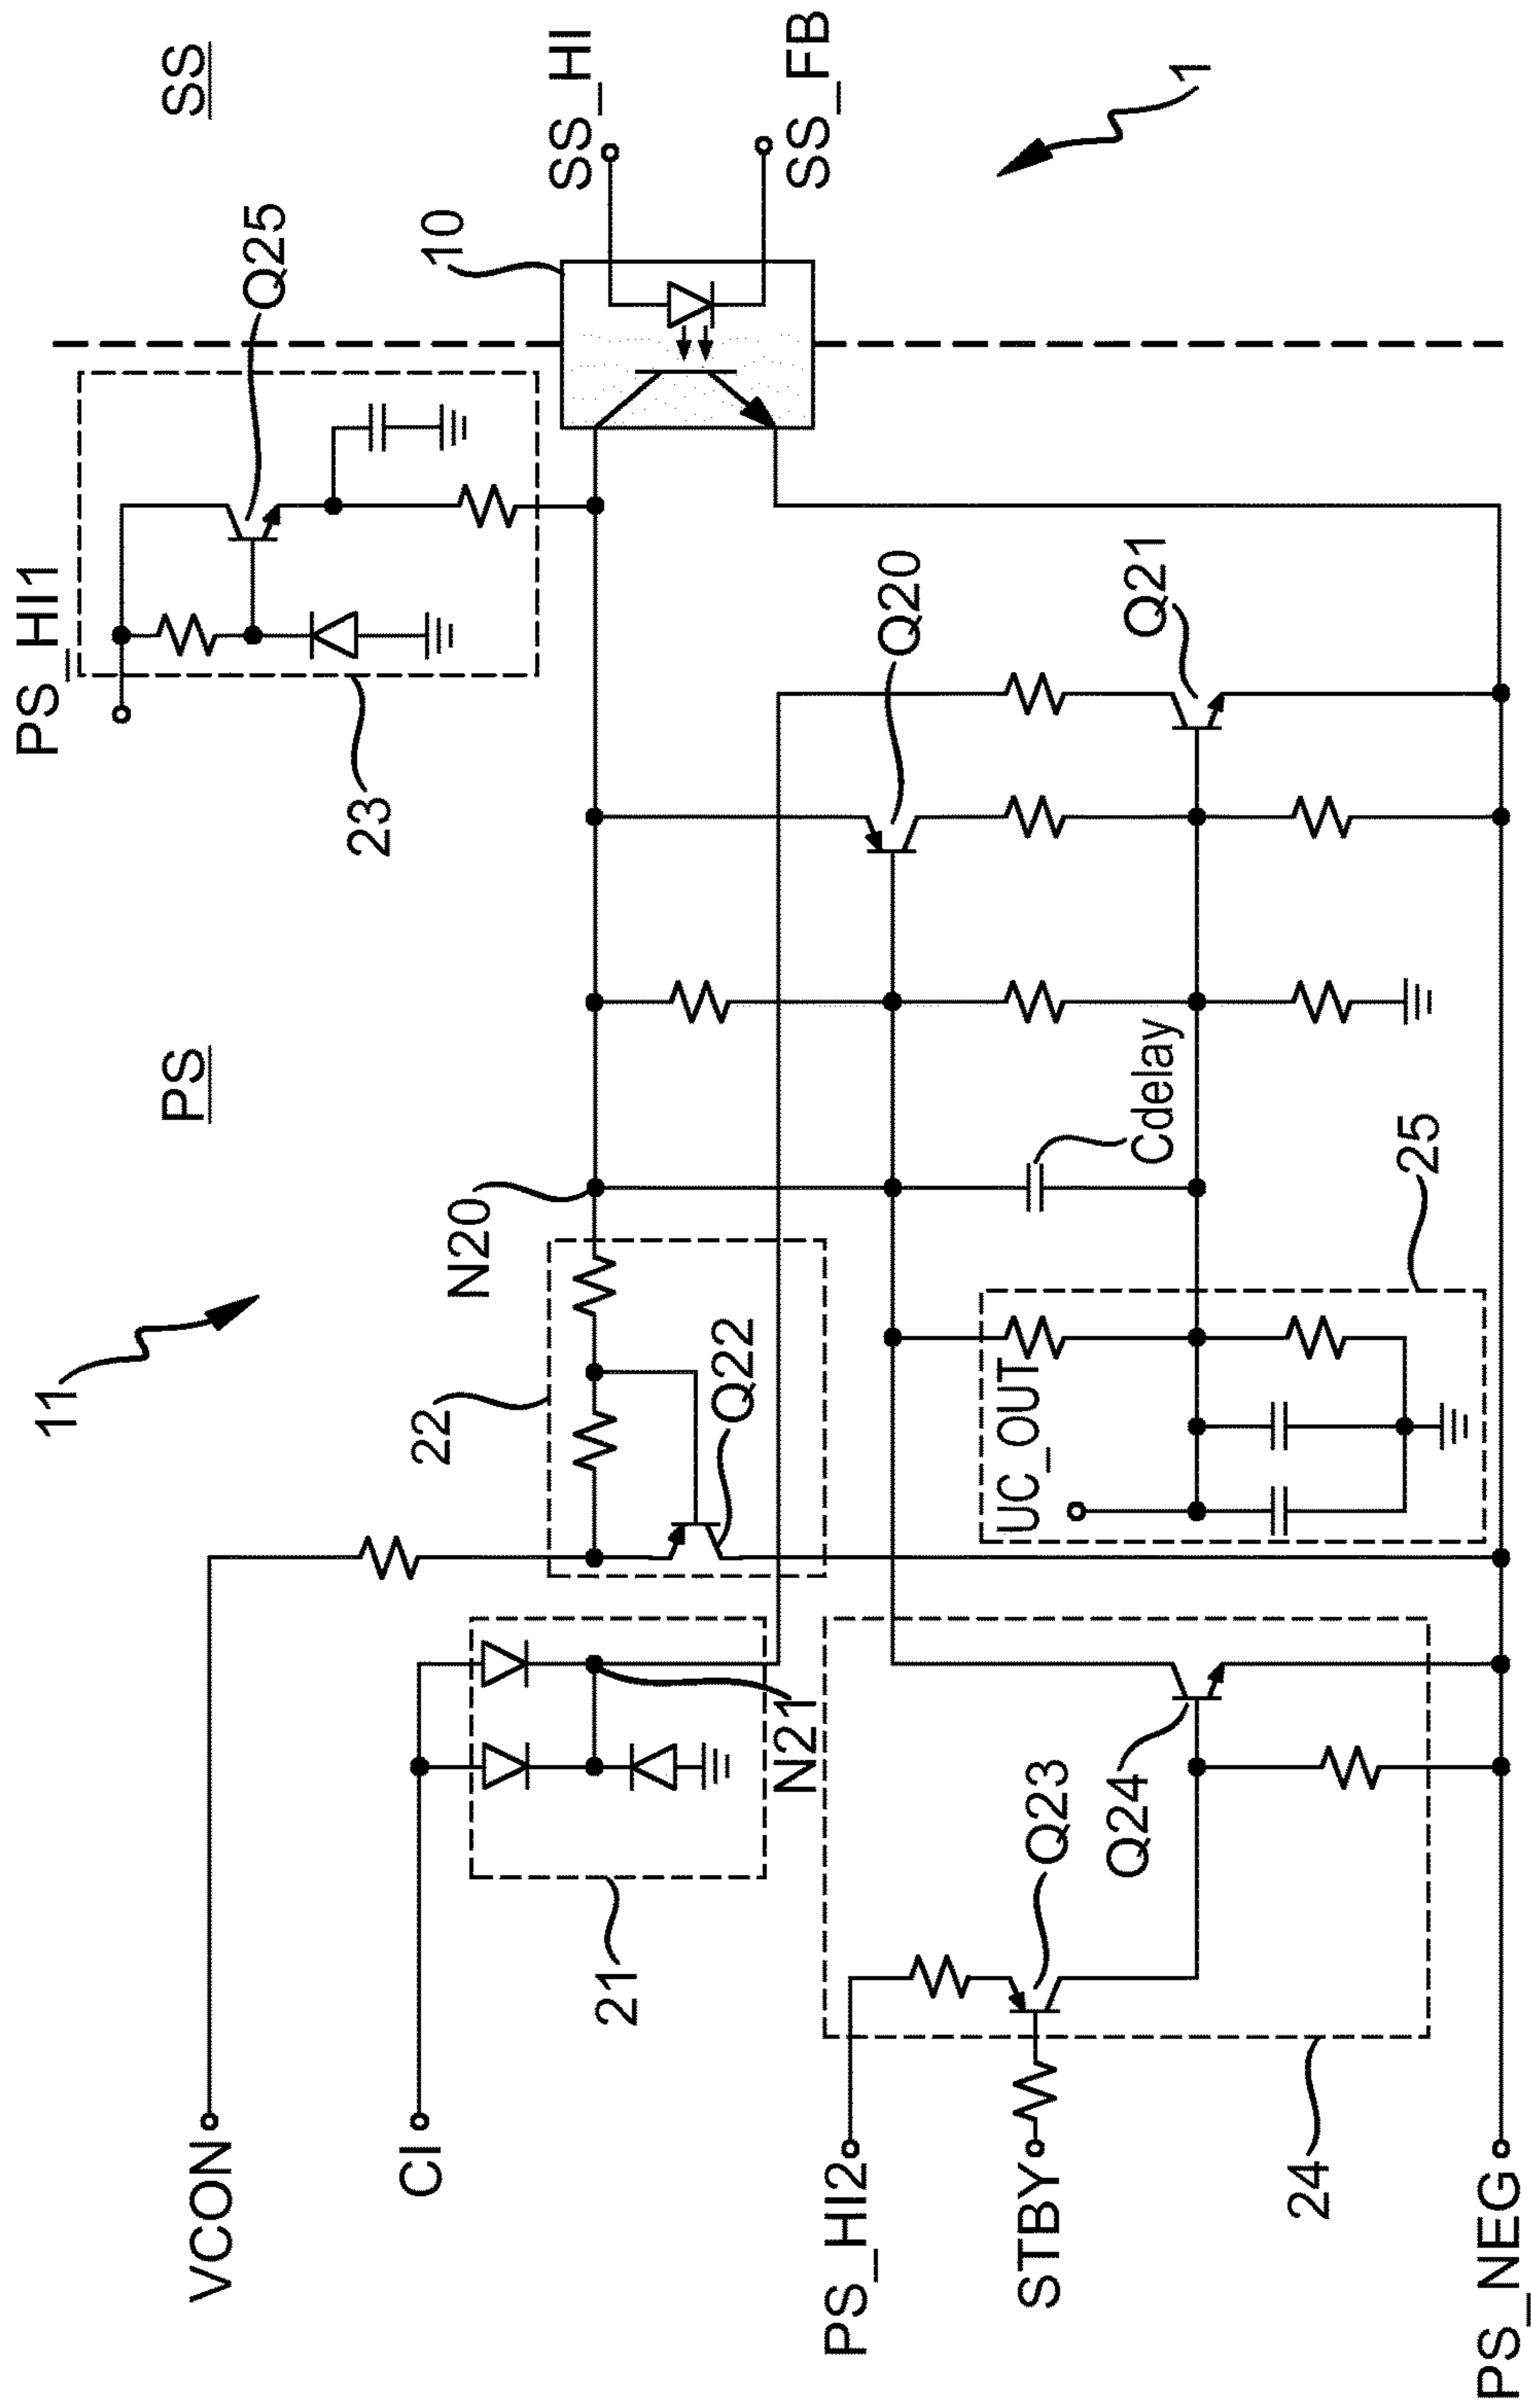 PS
SS
11
1
VCON
CI
PS_HI2
STBY
PS_NEG
PS_HI1
SS_HI
SS_FB
10
Q25
23
N20
22
Q22
21
N21
Q20
Q21
Cdelay
UC_OUT
25
Q23
Q24
24